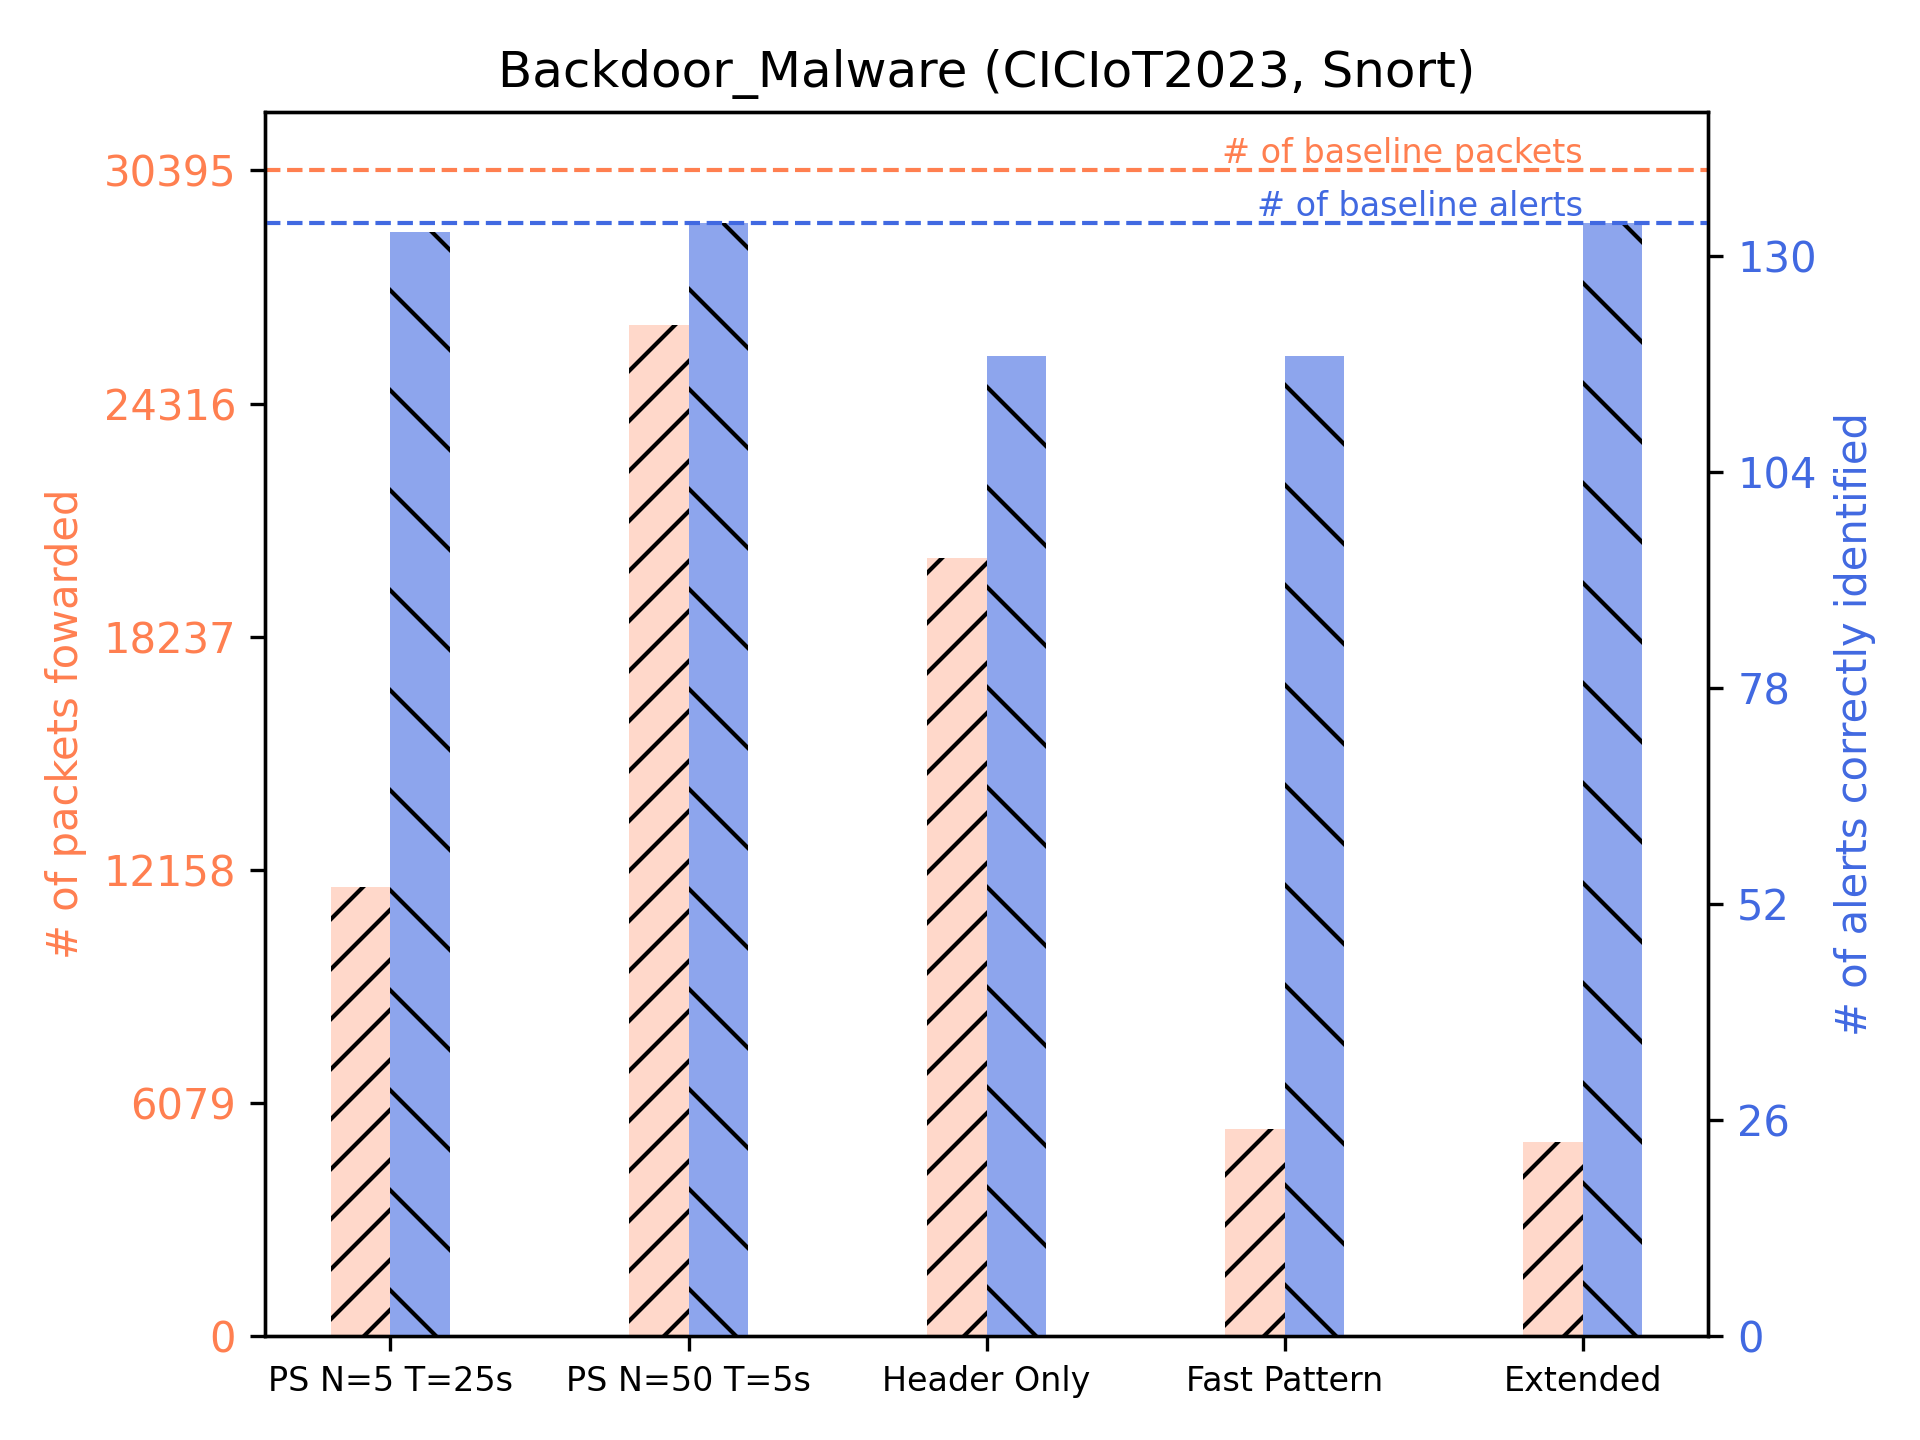 Backdoor_Malware (CICIoT2023, Snort)
# of baseline packets
# of baseline alerts
30395
24316
18237
12158
6079
0
# of packets fowarded
130
104
78
52
26
0
# of alerts correctly identified
PS N=5 T=25s
PS N=50 T=5s
Header Only
Fast Pattern
Extended